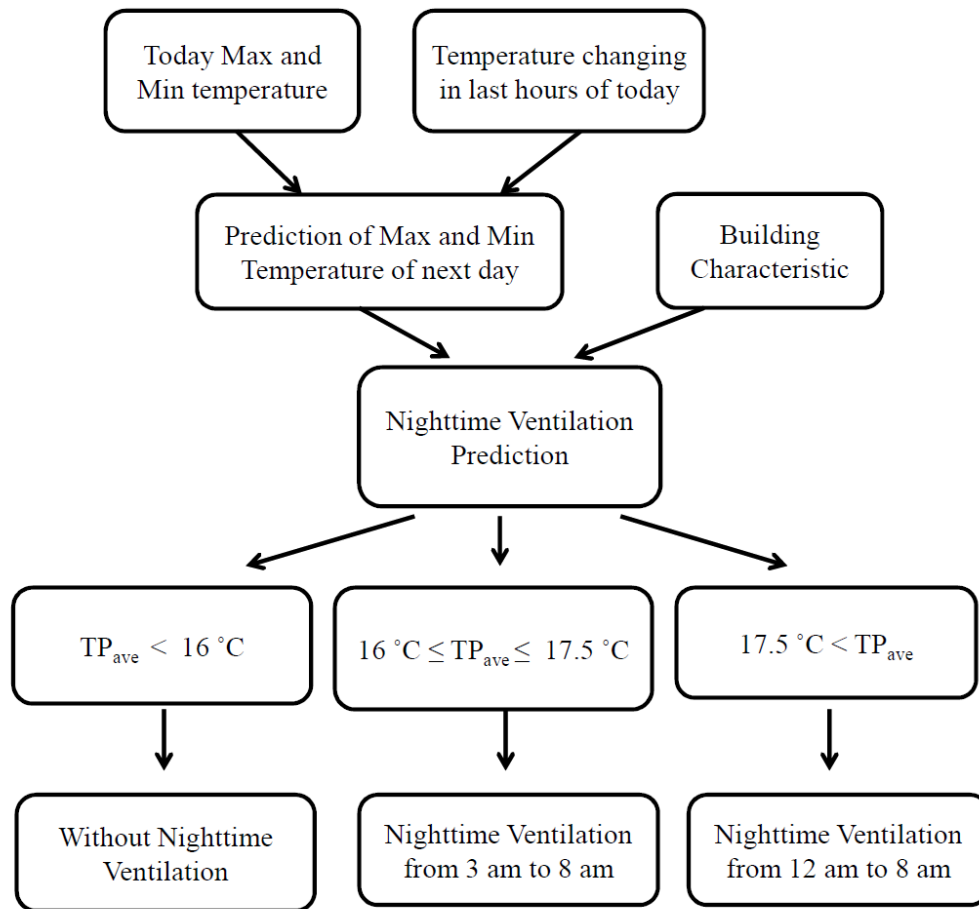 Today Max and
Min temperature
Temperature changing
in last hours of today
Prediction of Max and Min
Temperature of next day
Building
Characteristic
Nighttime Ventilation
Prediction
TPave < 16 ˚C
16 ˚C ≤ TPave ≤ 17.5 ˚C
17.5 ˚C < TPave
Without Nighttime
Ventilation
Nighttime Ventilation
from 3 am to 8 am
Nighttime Ventilation
from 12 am to 8 am